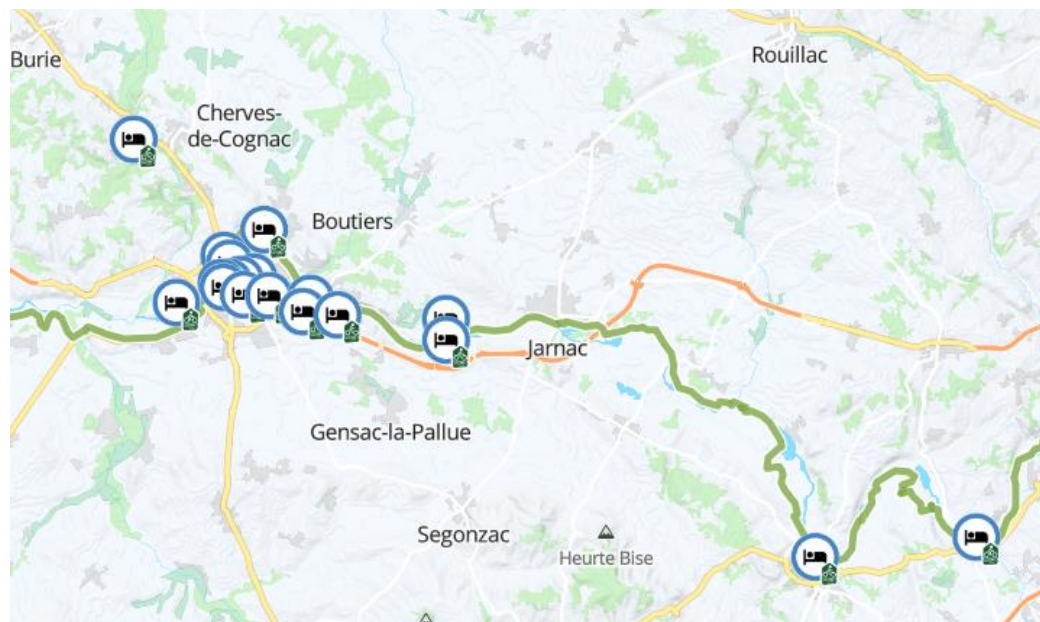 Rouillac
Burie
Cherves-
de-Cognac
Boutiers
Jarnac
Gensac-la-Pallue
Segonzac
Heurte Bise